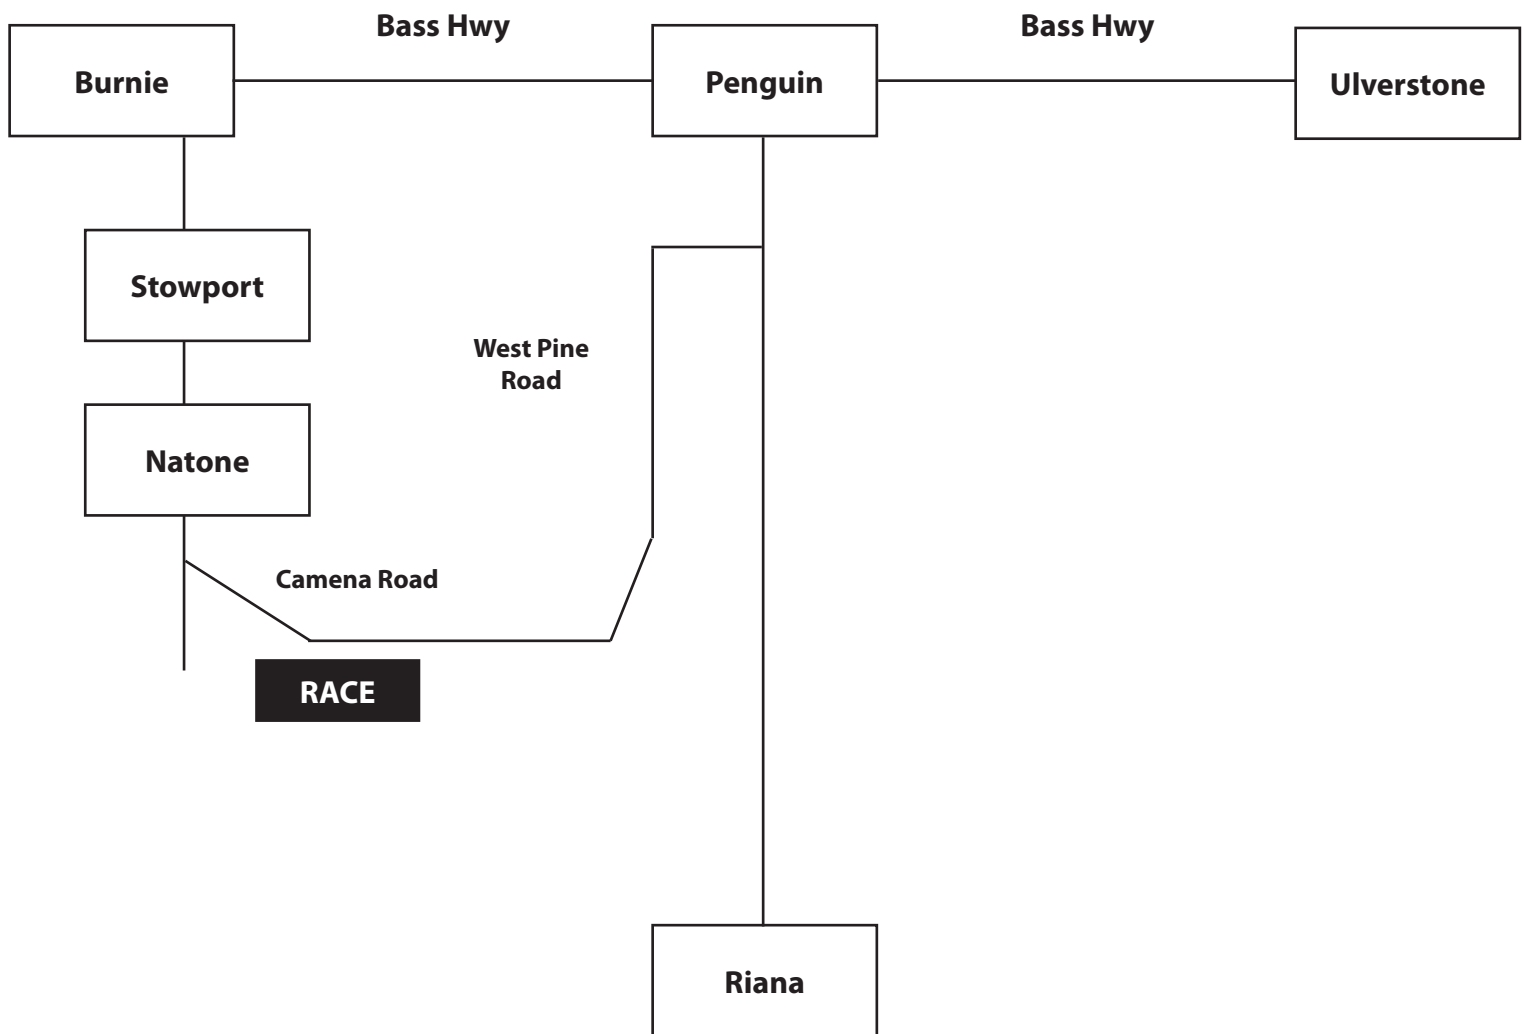 Bass Hwy
Bass Hwy
Burnie
Penguin
Ulverstone
Stowport
West Pine
Road
Natone
Camena Road
RACE
Riana